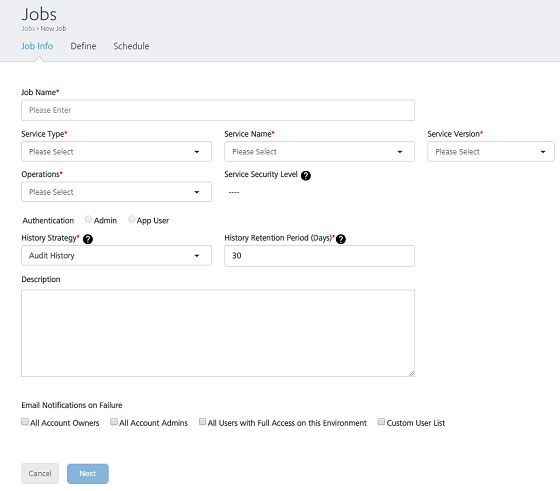 Jobs
Jobs > New Job
Job Info Define Schedule
Job Name*
Please Enter
Service Type* Service Name* Service Version*
Please Select Please Select Please Select
Operations* Service Security Level ?
Please Select ----
Authentication Admin App User
History Strategy* ? History Retention Period (Days)* ?
Audit History 30
Description
Email Notifications on Failure
All Account Owners All Account Admins All Users with Full Access on this Environment Custom User List
Cancel Next